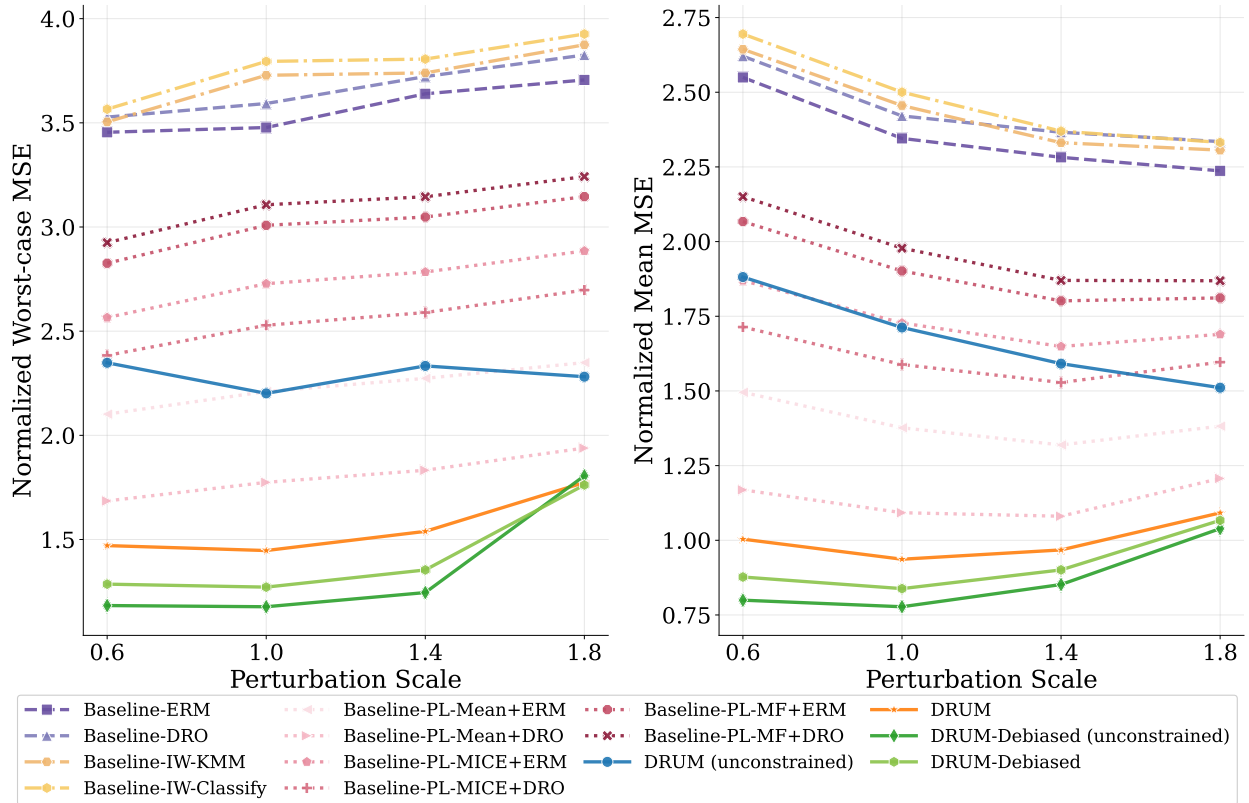 Normalized Worst-case MSE
4.0
3.5
3.0
2.5
2.0
1.5
0.6 1.0 1.4 1.8
Perturbation Scale
Normalized Mean MSE
2.75
2.50
2.25
2.00
1.75
1.50
1.25
1.00
0.75
0.6 1.0 1.4 1.8
Perturbation Scale
Baseline-ERM
Baseline-DRO
Baseline-IW-KMM
Baseline-IW-Classify
Baseline-PL-Mean+ERM
Baseline-PL-Mean+DRO
Baseline-PL-MICE+ERM
Baseline-PL-MICE+DRO
Baseline-PL-MF+ERM
Baseline-PL-MF+DRO
DRUM (unconstrained)
DRUM
DRUM-Debiased (unconstrained)
DRUM-Debiased